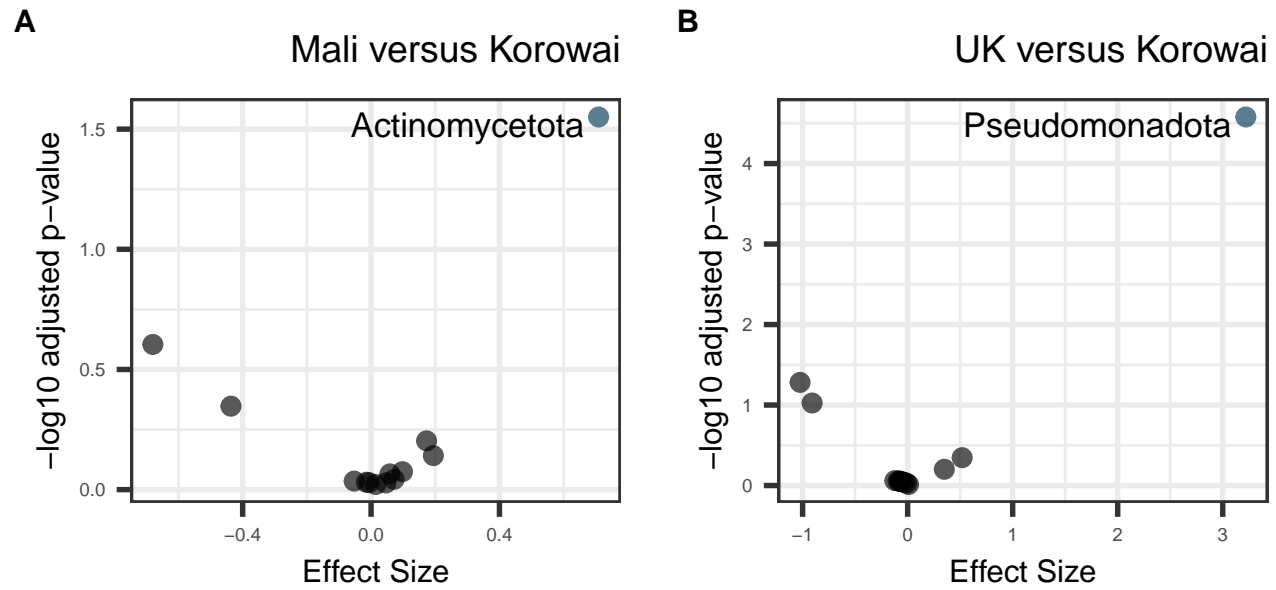 A
Mali versus Korowai
Actinomycetota
−log10 adjusted p−value
1.5
1.0
0.5
0.0
−0.4
0.0
0.4
Effect Size
B
UK versus Korowai
Pseudomonadota
−log10 adjusted p−value
4
3
2
1
0
−1
0
1
2
3
Effect Size